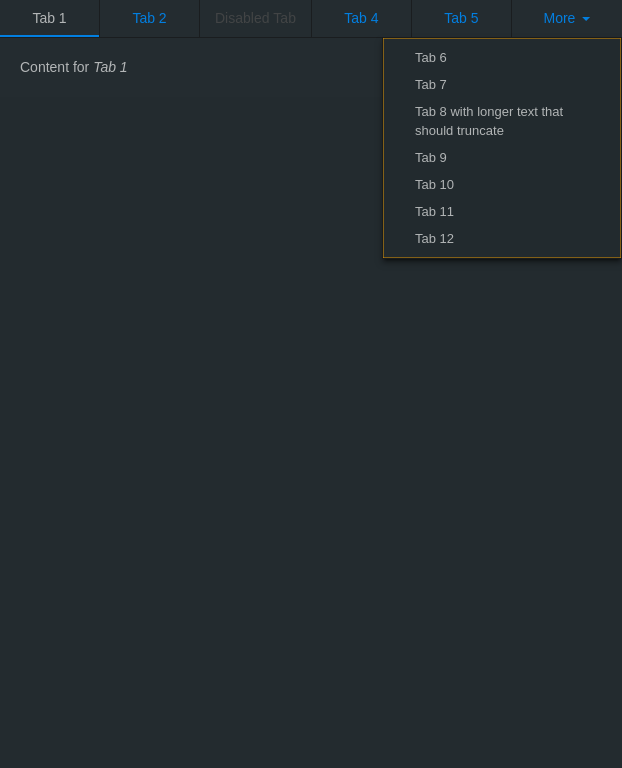 Tab 1
Tab 2
Disabled Tab
Tab 4
Tab 5
More
Content for Tab 1
Tab 6
Tab 7
Tab 8 with longer text that
should truncate
Tab 9
Tab 10
Tab 11
Tab 12